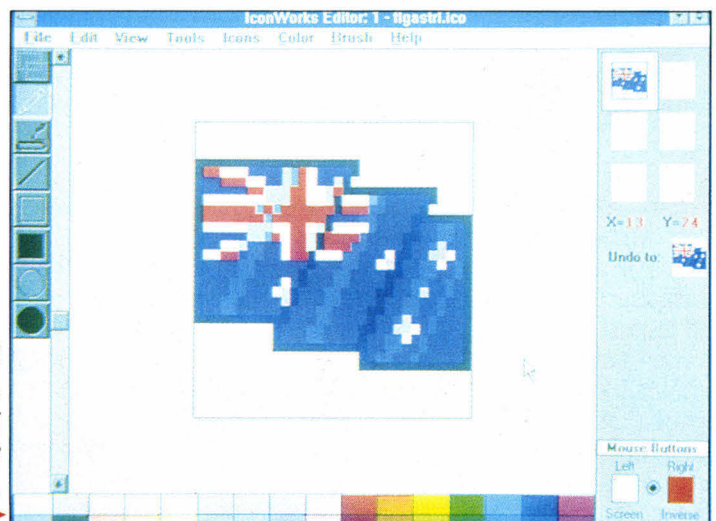 IconWorks Editor: 1 - flgastrl.ico
File Edit View Tools Icons Color Brush Help
X=13 Y=24
Undo to:
Mouse Buttons
Left Right
Screen Inverse